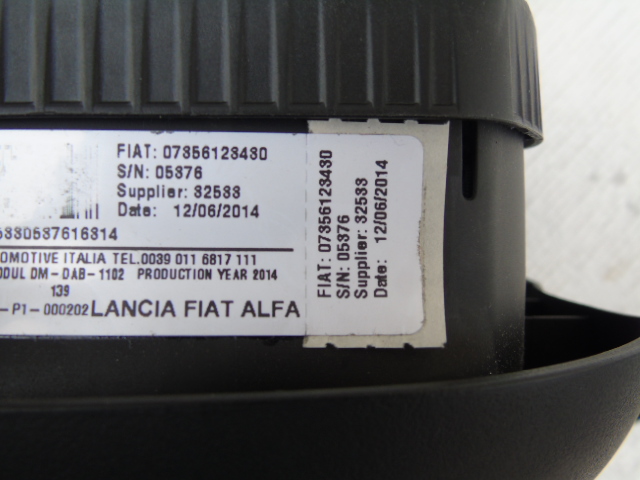 FIAT: 07356123430
S/N: 05376
Supplier: 32533
Date: 12/06/2014
5330537616314
OMOTIVE ITALIA TEL.0039 011 6817 111
ODUL DM-DAB-1102 PRODUCTION YEAR 2014
139
-P1-000202 LANCIA FIAT ALFA
FIAT: 07356123430
S/N: 05376
Supplier: 32533
Date: 12/06/2014